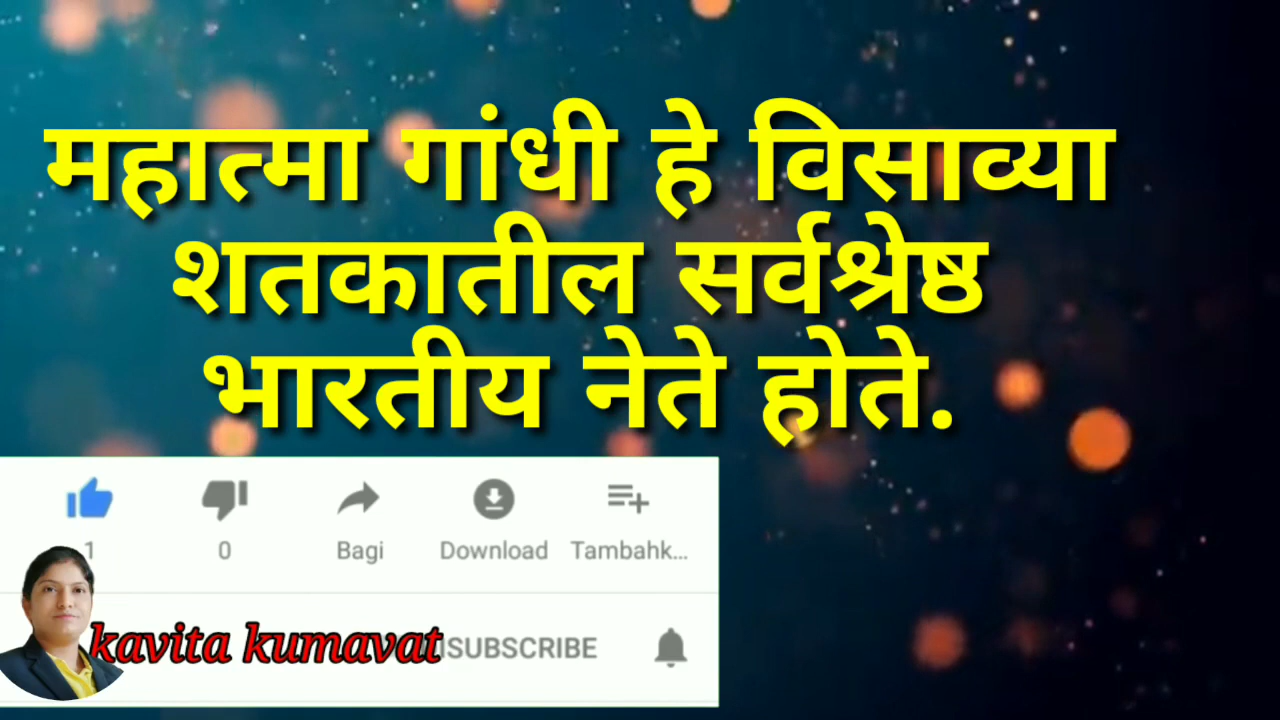 महात्मा गांधी हे विसाव्या
शतकातील सर्वश्रेष्ठ
भारतीय नेते होते.
1 0 Bagi Download Tambahk...
kavita kumavat SUBSCRIBE